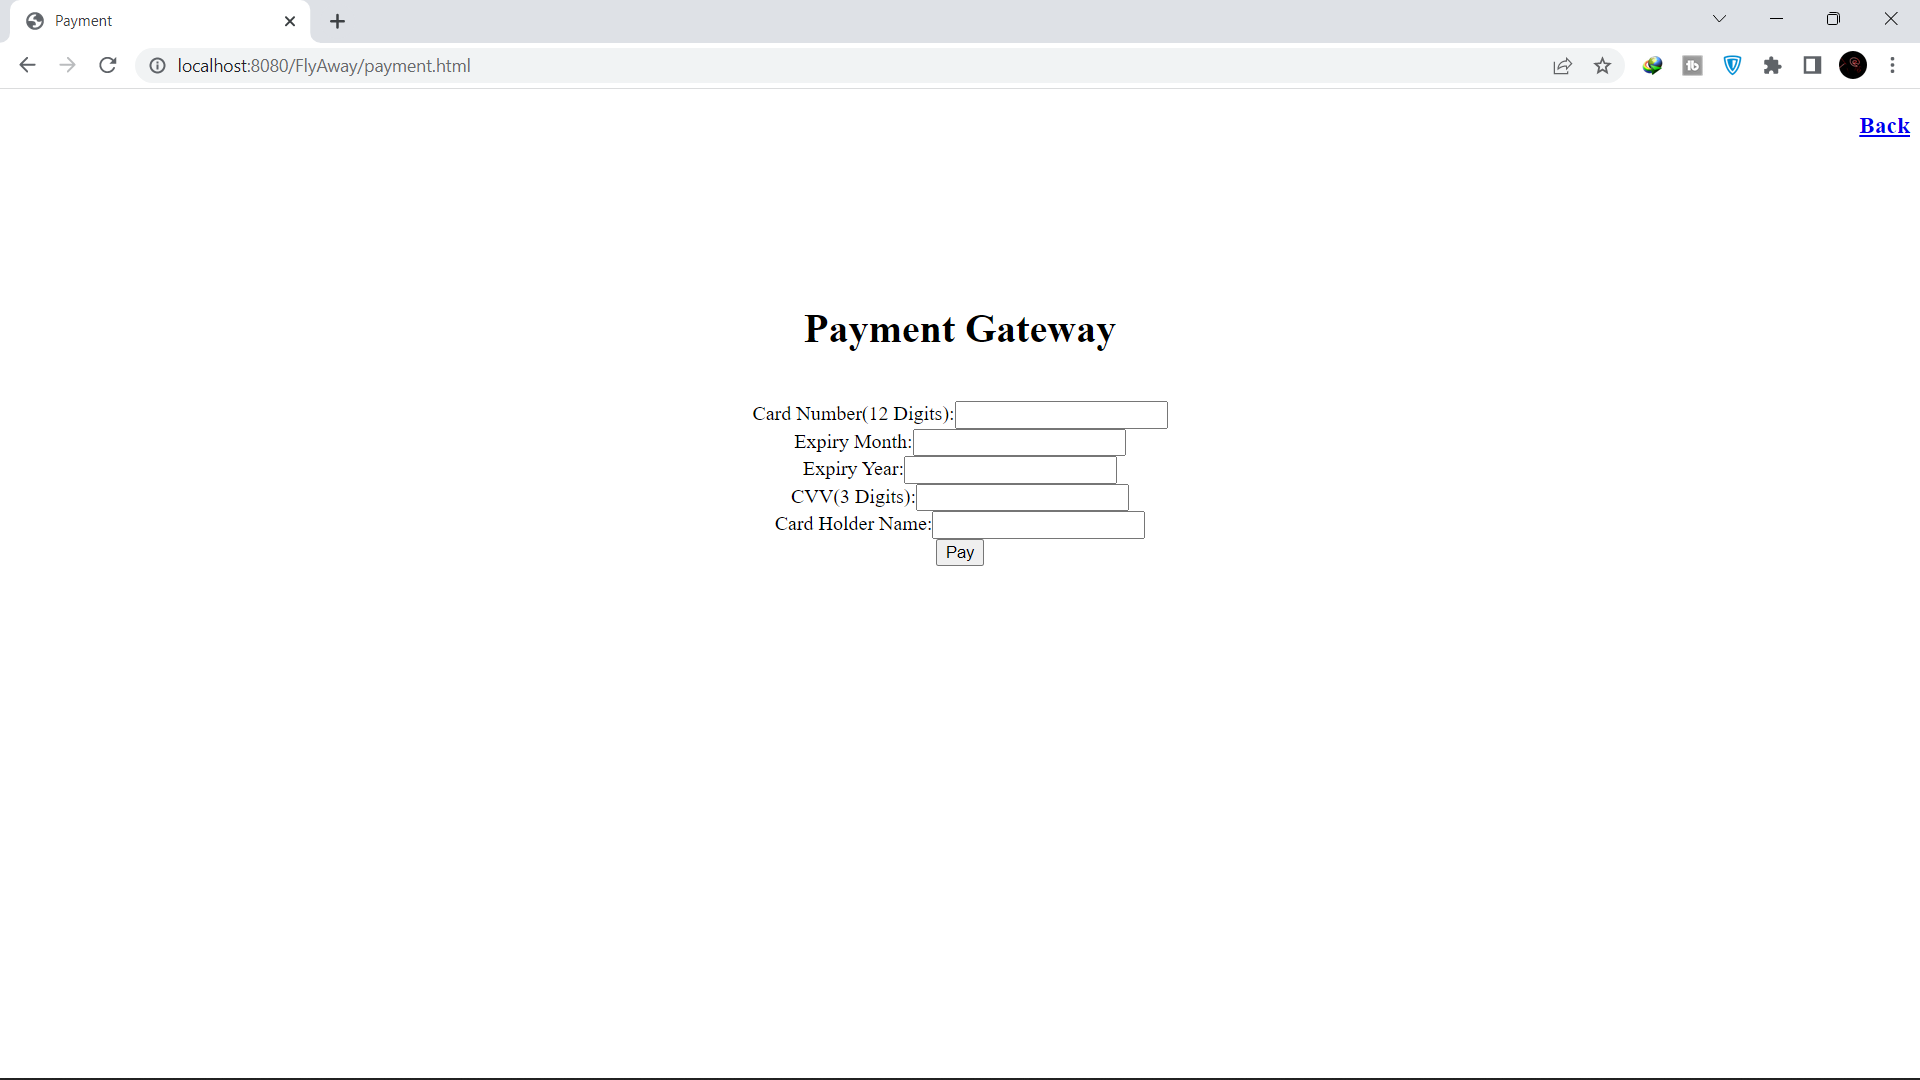 Payment
localhost:8080/FlyAway/payment.html
Back
Payment Gateway
Card Number(12 Digits):
Expiry Month:
Expiry Year:
CVV(3 Digits):
Card Holder Name:
Pay